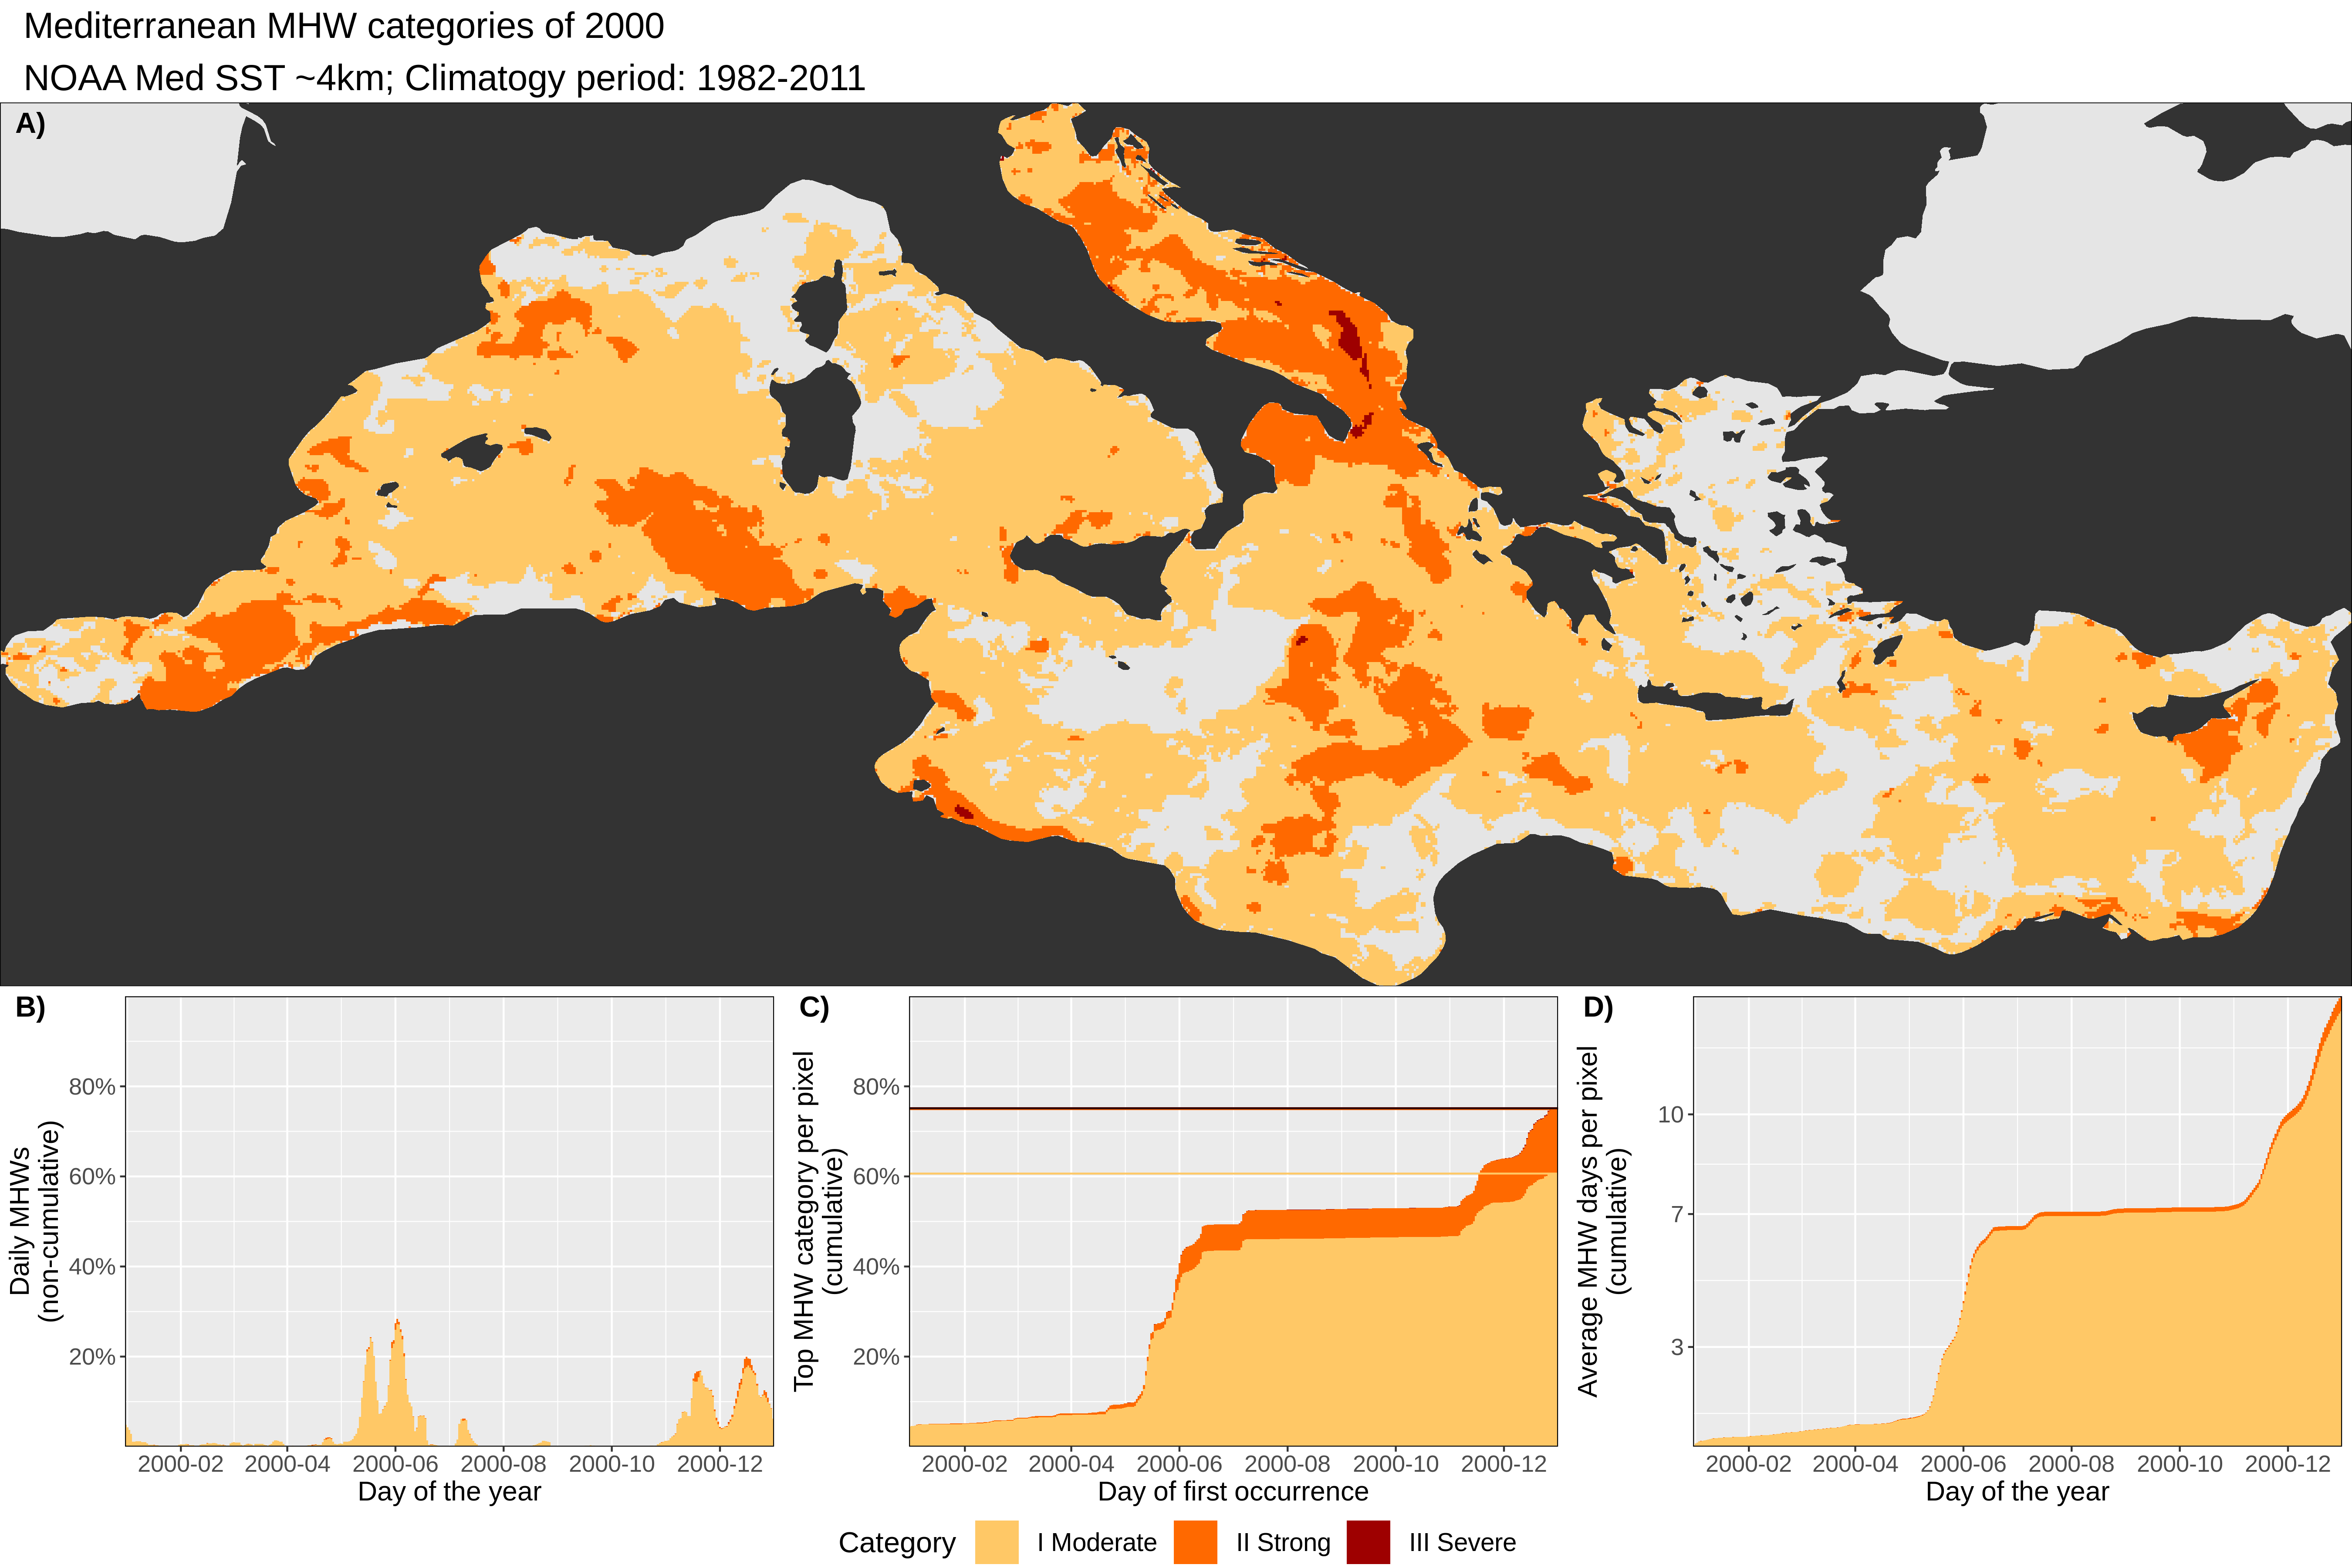 Mediterranean MHW categories of 2000
NOAA Med SST ~4km; Climatogy period: 1982-2011
A)
B)
80%
60%
40%
20%
Daily MHWs
(non-cumulative)
2000-02 2000-04 2000-06 2000-08 2000-10 2000-12
Day of the year
C)
80%
60%
40%
20%
Top MHW category per pixel
(cumulative)
2000-02 2000-04 2000-06 2000-08 2000-10 2000-12
Day of first occurrence
D)
10
7
3
Average MHW days per pixel
(cumulative)
2000-02 2000-04 2000-06 2000-08 2000-10 2000-12
Day of the year
Category I Moderate II Strong III Severe